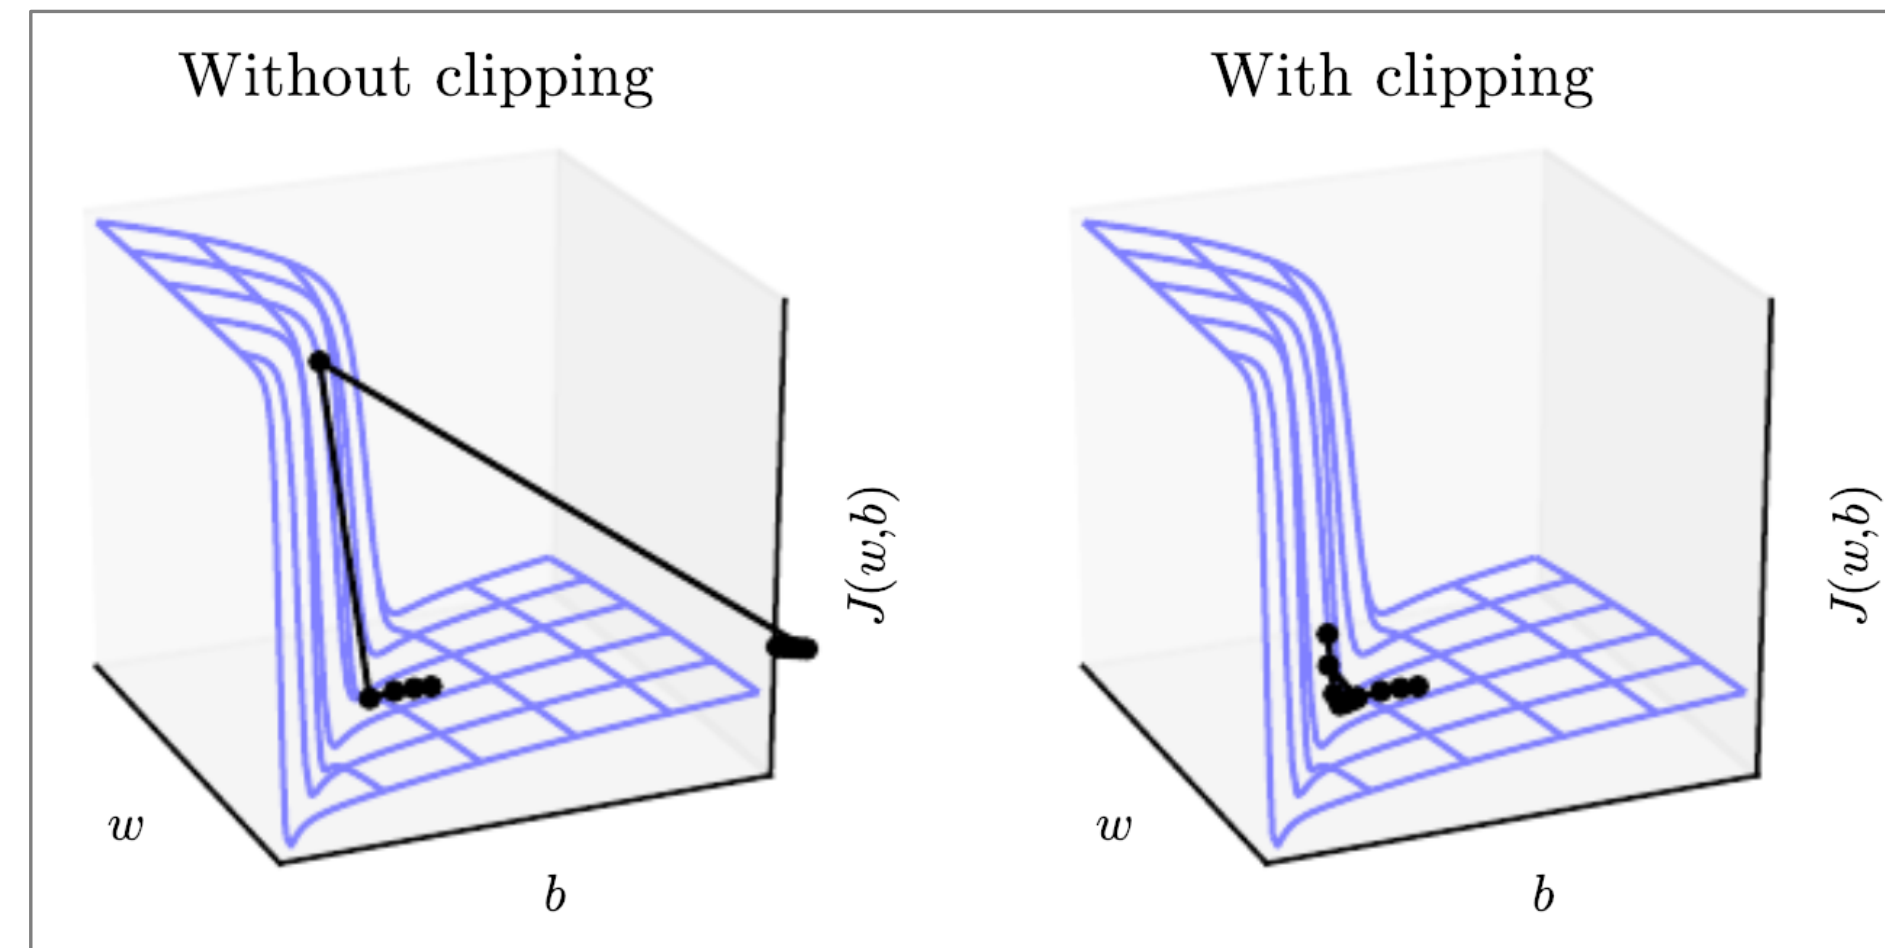 Without clipping
With clipping
J(w,b)
J(w,b)
w
w
b
b